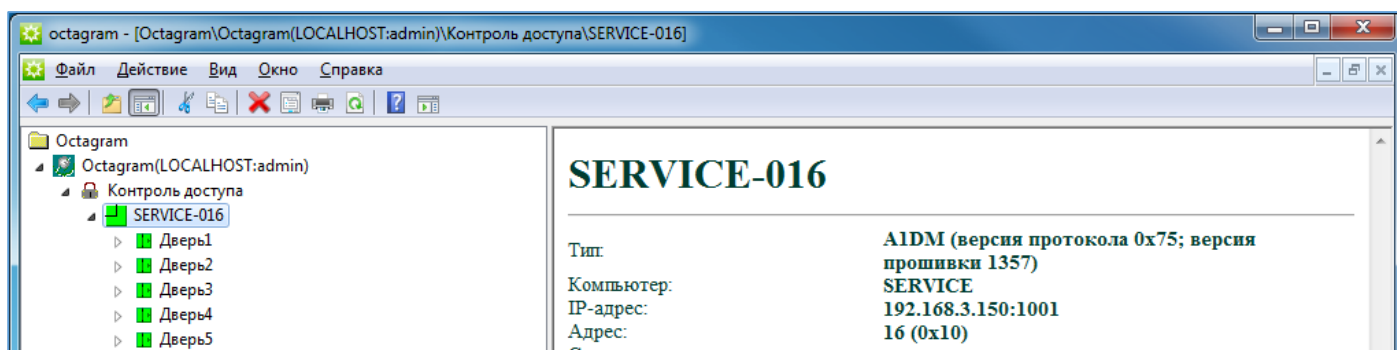 octagram - [Octagram\Octagram(LOCALHOST:admin)\Контроль доступа\SERVICE-016]
Файл Действие Вид Окно Справка
Octagram
Octagram(LOCALHOST:admin)
Контроль доступа
SERVICE-016
Дверь1
Дверь2
Дверь3
Дверь4
Дверь5
SERVICE-016
Тип: A1DM (версия протокола 0x75; версия
прошивки 1357)
Компьютер: SERVICE
IP-адрес: 192.168.3.150:1001
Адрес: 16 (0x10)